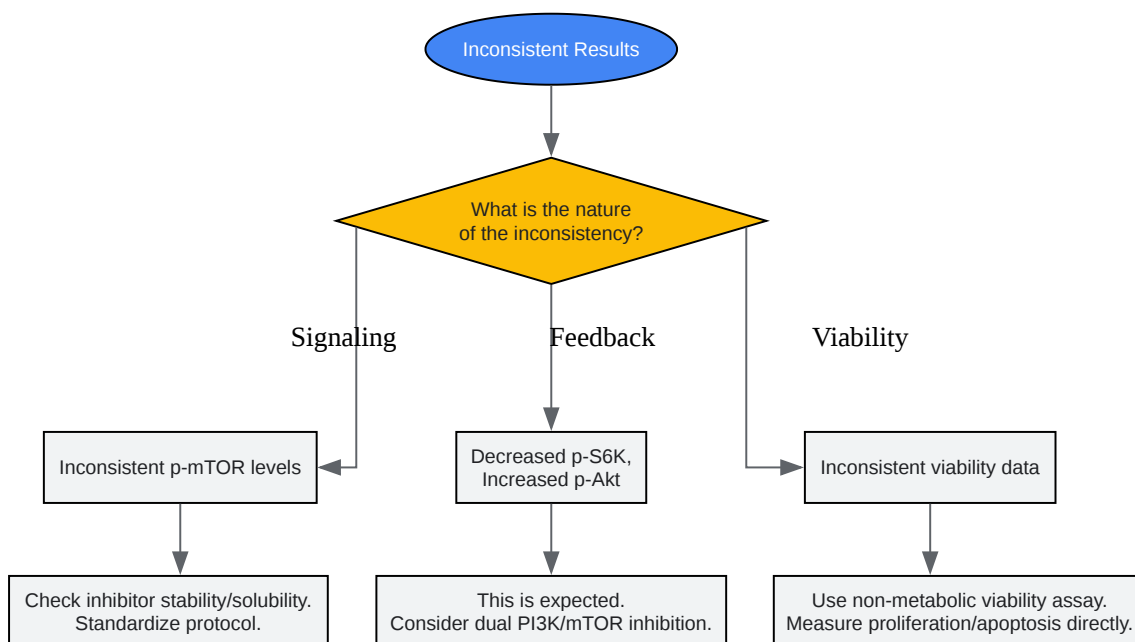 Inconsistent Results
What is the nature
of the inconsistency?
Signaling
Feedback
Viability
Inconsistent p-mTOR levels
Decreased p-S6K,
Increased p-Akt
Inconsistent viability data
Check inhibitor stability/solubility.
Standardize protocol.
This is expected.
Consider dual PI3K/mTOR inhibition.
Use non-metabolic viability assay.
Measure proliferation/apoptosis directly.